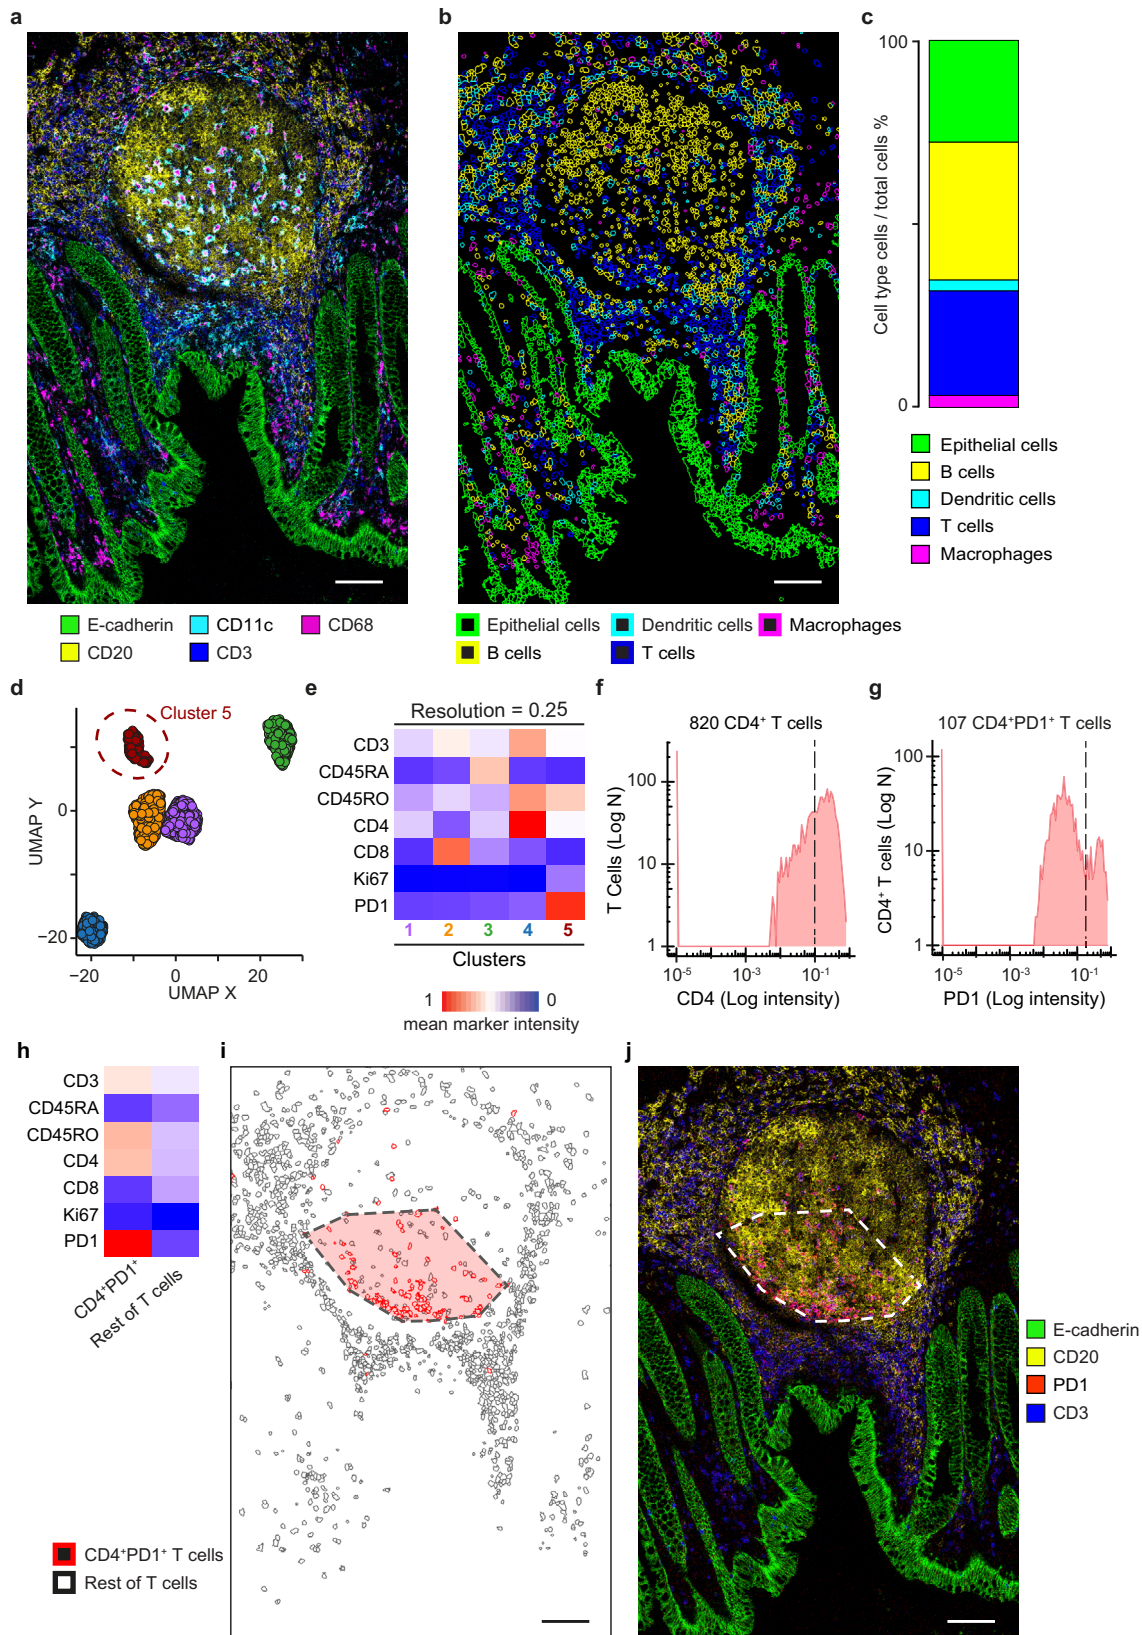 a
b
c
100
0
Cell type cells / total cells %
Epithelial cells
B cells
Dendritic cells
T cells
Macrophages
E-cadherin
CD11c
CD68
CD20
CD3
Epithelial cells
Dendritic cells
Macrophages
B cells
T cells
d
Cluster 5
0
−20
UMAP Y
−20
0
20
UMAP X
e
Resolution = 0.25
CD3
CD45RA
CD45RO
CD4
CD8
Ki67
PD1
1
2
3
4
5
Clusters
1
0
mean marker intensity
f
820 CD4⁺ T cells
T Cells (Log N)
100
10
1
10⁻⁵
10⁻³
10⁻¹
CD4 (Log intensity)
g
107 CD4⁺PD1⁺ T cells
CD4⁺ T cells (Log N)
100
10
1
10⁻⁵
10⁻³
10⁻¹
PD1 (Log intensity)
h
CD3
CD45RA
CD45RO
CD4
CD8
Ki67
PD1
CD4⁺PD1⁺
Rest of T cells
i
CD4⁺PD1⁺ T cells
Rest of T cells
j
E-cadherin
CD20
PD1
CD3